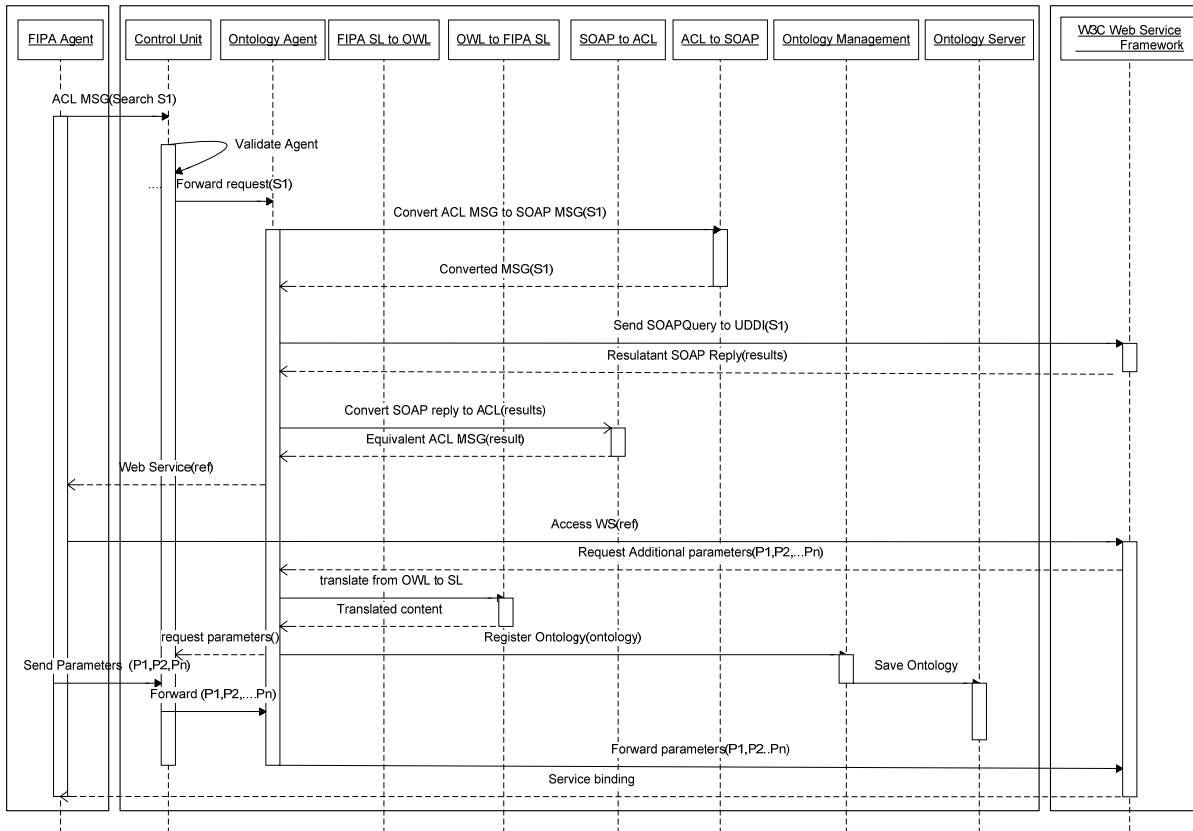 FIPA Agent
Control Unit
Ontology Agent
FIPA SL to OWL
OWL to FIPA SL
SOAP to ACL
ACL to SOAP
Ontology Management
Ontology Server
W3C Web Service
Framework
ACL MSG(Search S1)
Validate Agent
.... Forward request(S1)
Convert ACL MSG to SOAP MSG(S1)
Converted MSG(S1)
Send SOAPQuery to UDDI(S1)
Resulatant SOAP Reply(results)
Convert SOAP reply to ACL(results)
Equivalent ACL MSG(result)
Web Service(ref)
Access WS(ref)
Request Additional parameters(P1,P2,...Pn)
translate from OWL to SL
Translated content
request parameters()
Register Ontology(ontology)
Send Parameters (P1,P2,Pn)
Save Ontology
Forward (P1,P2,....Pn)
Forward parameters(P1,P2..Pn)
Service binding